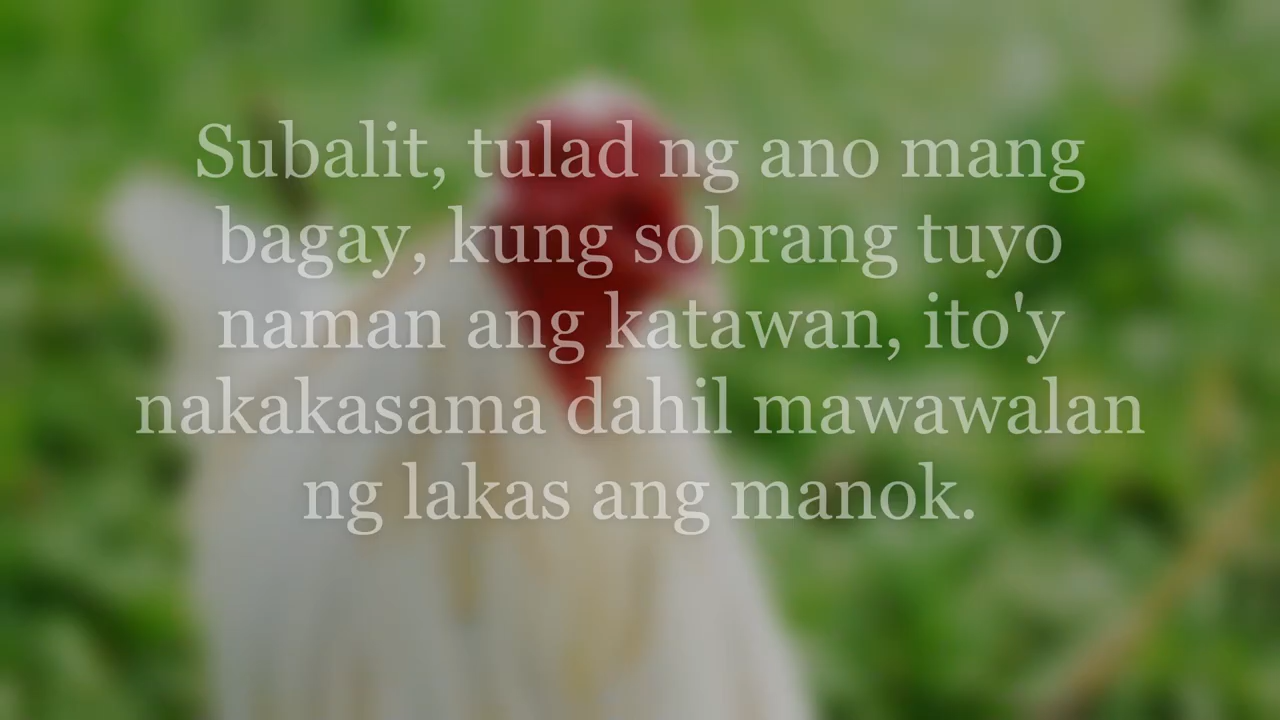 Subalit, tulad ng ano mang
bagay, kung sobrang tuyo
naman ang katawan, ito'y
nakakasama dahil mawawalan
ng lakas ang manok.